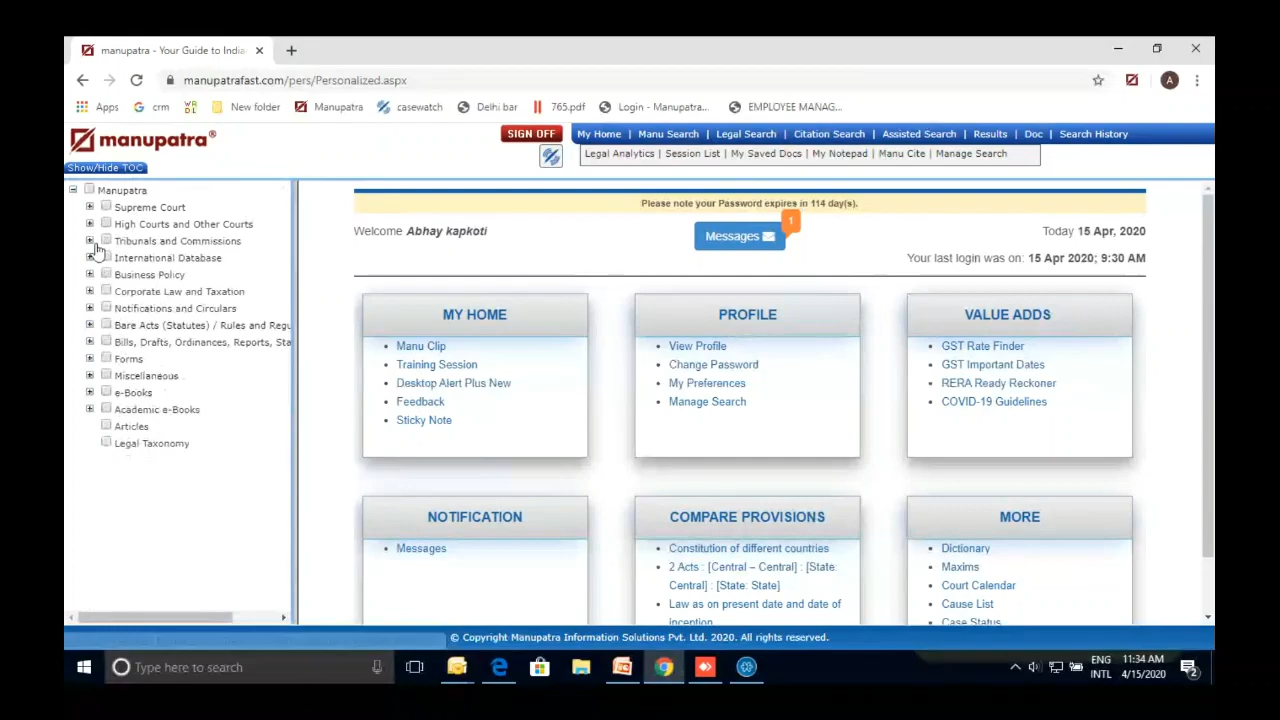 manupatra - Your Guide to India
manupatrafast.com/pers/Personalized.aspx
A
Apps
crm
New folder
Manupatra
casewatch
Delhi bar
765.pdf
Login - Manupatra...
EMPLOYEE MANAG...
manupatra®
SIGN OFF
My Home | Manu Search | Legal Search | Citation Search | Assisted Search | Results | Doc | Search History
Legal Analytics | Session List | My Saved Docs | My Notepad | Manu Cite | Manage Search
Show/Hide TOC
Manupatra
Supreme Court
High Courts and Other Courts
Tribunals and Commissions
International Database
Business Policy
Corporate Law and Taxation
Notifications and Circulars
Bare Acts (Statutes) / Rules and Regu
Bills, Drafts, Ordinances, Reports, Sta
Forms
Miscellaneous
e-Books
Academic e-Books
Articles
Legal Taxonomy
Please note your Password expires in 114 day(s).
Welcome Abhay kapkoti
Messages
1
Today 15 Apr, 2020
Your last login was on: 15 Apr 2020; 9:30 AM
MY HOME
Manu Clip
Training Session
Desktop Alert Plus New
Feedback
Sticky Note
PROFILE
View Profile
Change Password
My Preferences
Manage Search
VALUE ADDS
GST Rate Finder
GST Important Dates
RERA Ready Reckoner
COVID-19 Guidelines
NOTIFICATION
Messages
COMPARE PROVISIONS
Constitution of different countries
2 Acts : [Central – Central] : [State:
Central] : [State: State]
Law as on present date and date of
inception
MORE
Dictionary
Maxims
Court Calendar
Cause List
Case Status
© Copyright Manupatra Information Solutions Pvt. Ltd. 2020. All rights reserved.
Type here to search
ENG
INTL
11:34 AM
4/15/2020
2